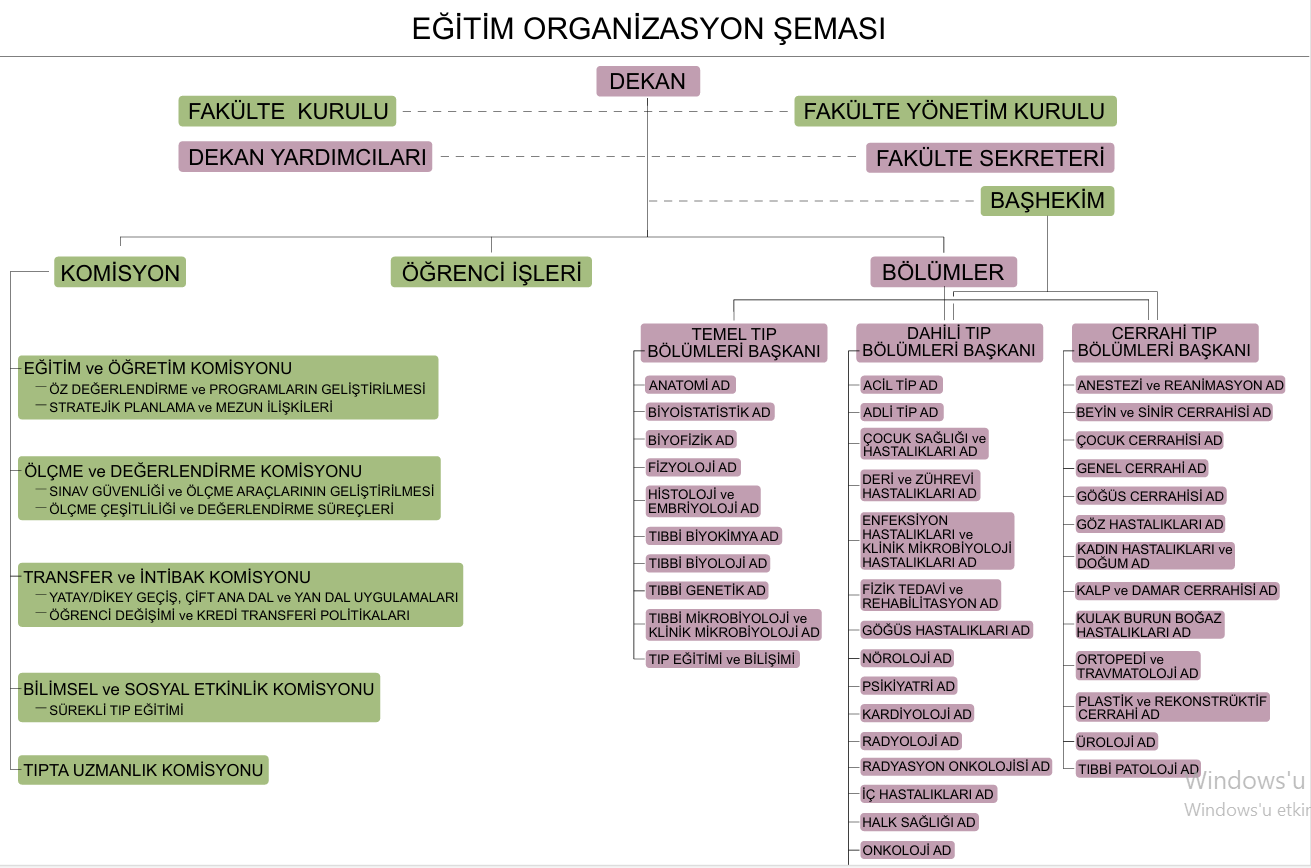 EĞİTİM ORGANİZASYON ŞEMASI
DEKAN
FAKÜLTE KURULU
FAKÜLTE YÖNETİM KURULU
DEKAN YARDIMCILARI
FAKÜLTE SEKRETERİ
BAŞHEKİM
KOMİSYON
ÖĞRENCİ İŞLERİ
BÖLÜMLER
EĞİTİM ve ÖĞRETİM KOMİSYONU
ÖZ DEĞERLENDİRME ve PROGRAMLARIN GELİŞTİRİLMESİ
STRATEJİK PLANLAMA ve MEZUN İLİŞKİLERİ
ÖLÇME ve DEĞERLENDİRME KOMİSYONU
SINAV GÜVENLİĞİ ve ÖLÇME ARAÇLARININ GELİŞTİRİLMESİ
ÖLÇME ÇEŞİTLİLİĞİ ve DEĞERLENDİRME SÜREÇLERİ
TRANSFER ve İNTİBAK KOMİSYONU
YATAY/DİKEY GEÇİŞ, ÇİFT ANA DAL ve YAN DAL UYGULAMALARI
ÖĞRENCİ DEĞİŞİMİ ve KREDİ TRANSFERİ POLİTİKALARI
BİLİMSEL ve SOSYAL ETKİNLİK KOMİSYONU
SÜREKLİ TIP EĞİTİMİ
TIPTA UZMANLIK KOMİSYONU
TEMEL TIP
BÖLÜMLERİ BAŞKANI
ANATOMİ AD
BİYOİSTATİSTİK AD
BİYOFİZİK AD
FİZYOLOJİ AD
HİSTOLOJİ ve
EMBRİYOLOJİ AD
TIBBİ BİYOKİMYA AD
TIBBİ BİYOLOJİ AD
TIBBİ GENETİK AD
TIBBİ MİKROBİYOLOJİ ve
KLİNİK MİKROBİYOLOJİ AD
TIP EĞİTİMİ ve BİLİŞİMİ
DAHİLİ TIP
BÖLÜMLERİ BAŞKANI
ACİL TİP AD
ADLİ TİP AD
ÇOCUK SAĞLIĞI ve
HASTALIKLARI AD
DERİ ve ZÜHREVİ
HASTALIKLARI AD
ENFEKSİYON
HASTALIKLARI ve
KLİNİK MİKROBİYOLOJİ
HASTALIKLARI AD
FİZİK TEDAVİ ve
REHABİLİTASYON AD
GÖĞÜS HASTALIKLARI AD
NÖROLOJİ AD
PSİKİYATRİ AD
KARDİYOLOJİ AD
RADYOLOJİ AD
RADYASYON ONKOLOJİSI AD
İÇ HASTALIKLARI AD
HALK SAĞLIĞI AD
ONKOLOJİ AD
CERRAHİ TIP
BÖLÜMLERİ BAŞKANI
ANESTEZİ ve REANİMASYON AD
BEYİN ve SİNİR CERRAHİSİ AD
ÇOCUK CERRAHİSI AD
GENEL CERRAHİ AD
GÖĞÜS CERRAHİSI AD
GÖZ HASTALIKLARI AD
KADIN HASTALIKLARI ve
DOĞUM AD
KALP ve DAMAR CERRAHİSI AD
KULAK BURUN BOĞAZ
HASTALIKLARI AD
ORTOPEDİ ve
TRAVMATOLOJİ AD
PLASTİK ve REKONSTRÜKTİF
CERRAHİ AD
ÜROLOJİ AD
TIBBİ PATOLOJİ AD
Windows'u
Windows'u etkin